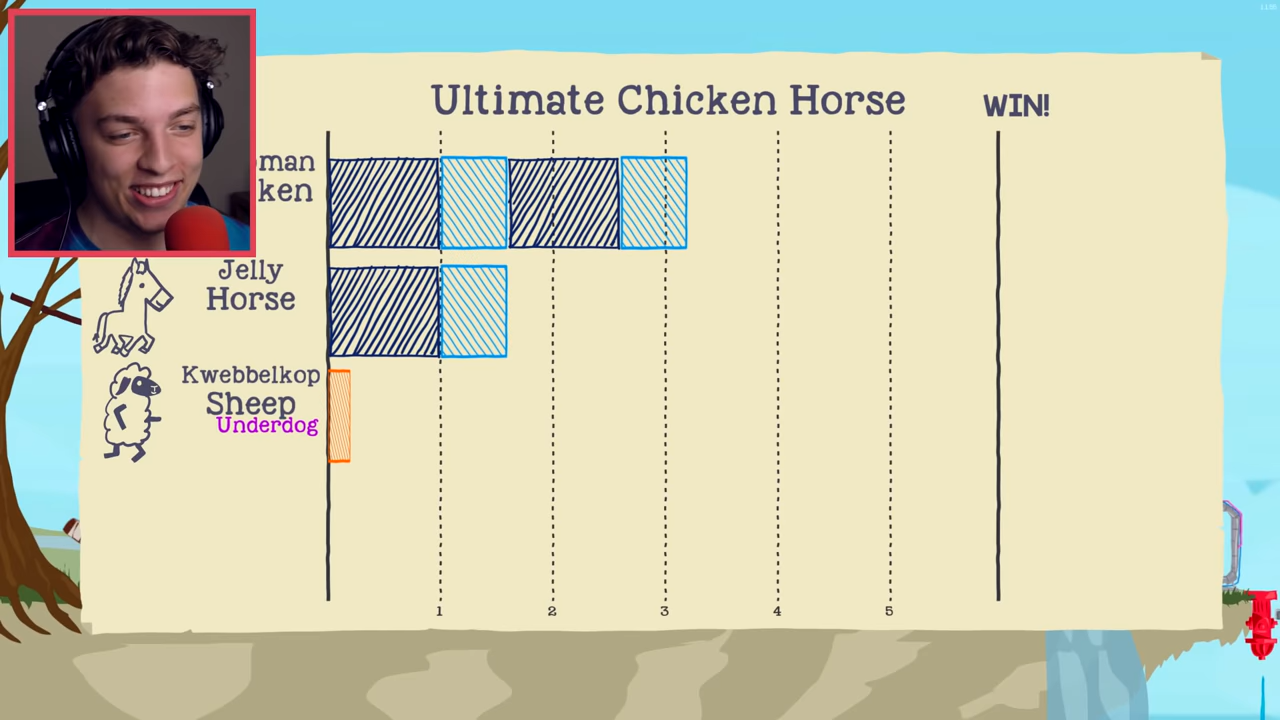 Ultimate Chicken Horse
WIN!
man
ken
Jelly
Horse
Kwebbelkop
Sheep
Underdog
1 2 3 4 5